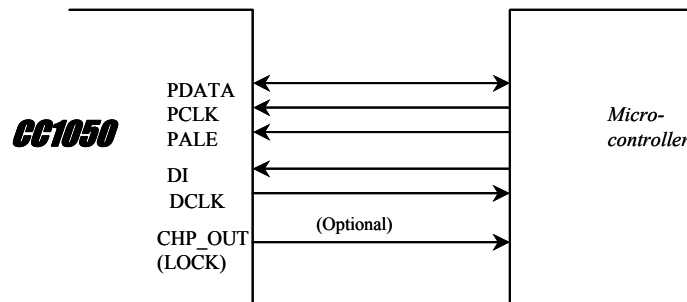 PDATA
PCLK
PALE
CC1050
Micro-
controller
DI
DCLK
CHP_OUT
(Optional)
(LOCK)